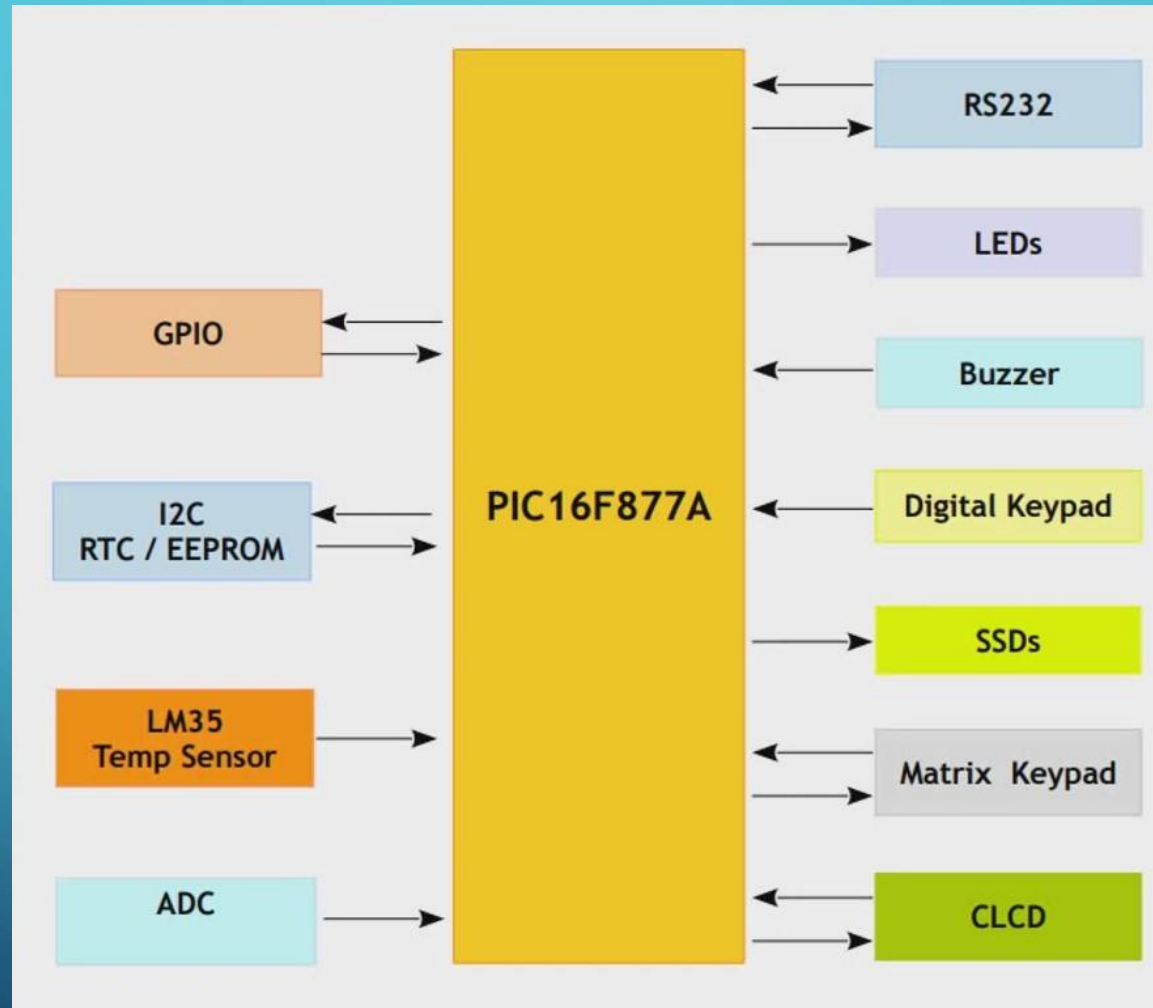 GPIO
I2C
RTC / EEPROM
LM35
Temp Sensor
ADC
PIC16F877A
RS232
LEDs
Buzzer
Digital Keypad
SSDs
Matrix Keypad
CLCD